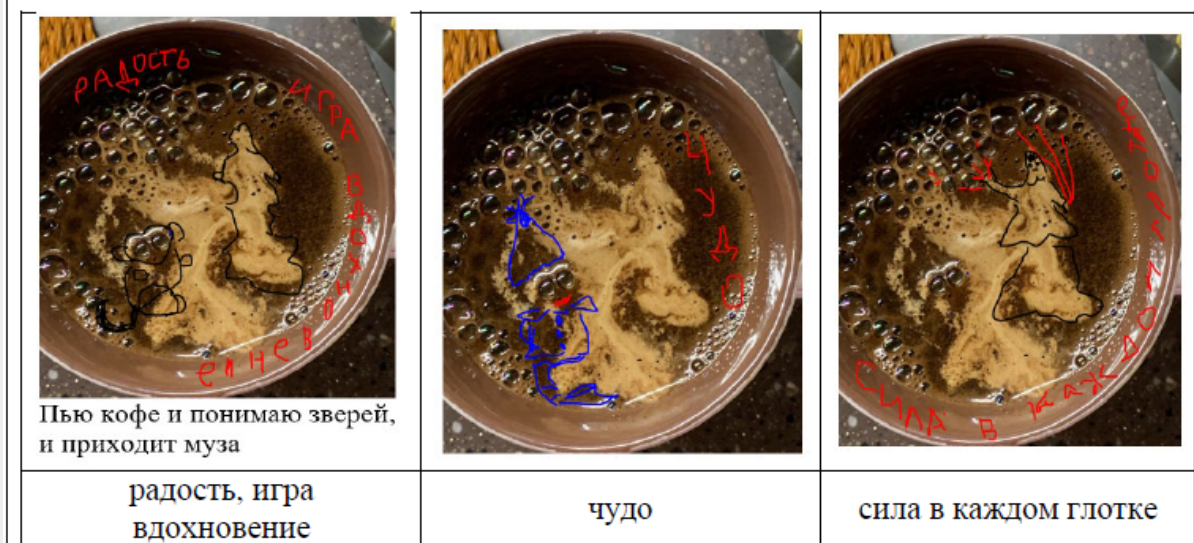 РАДОСТЬ
ИГРА
ВДОХНОВение
ЧУДО
СИЛА В каждОм глОтке
Пью кофе и понимаю зверей,
и приходит муза
радость, игра
вдохновение
чудо
сила в каждом глотке